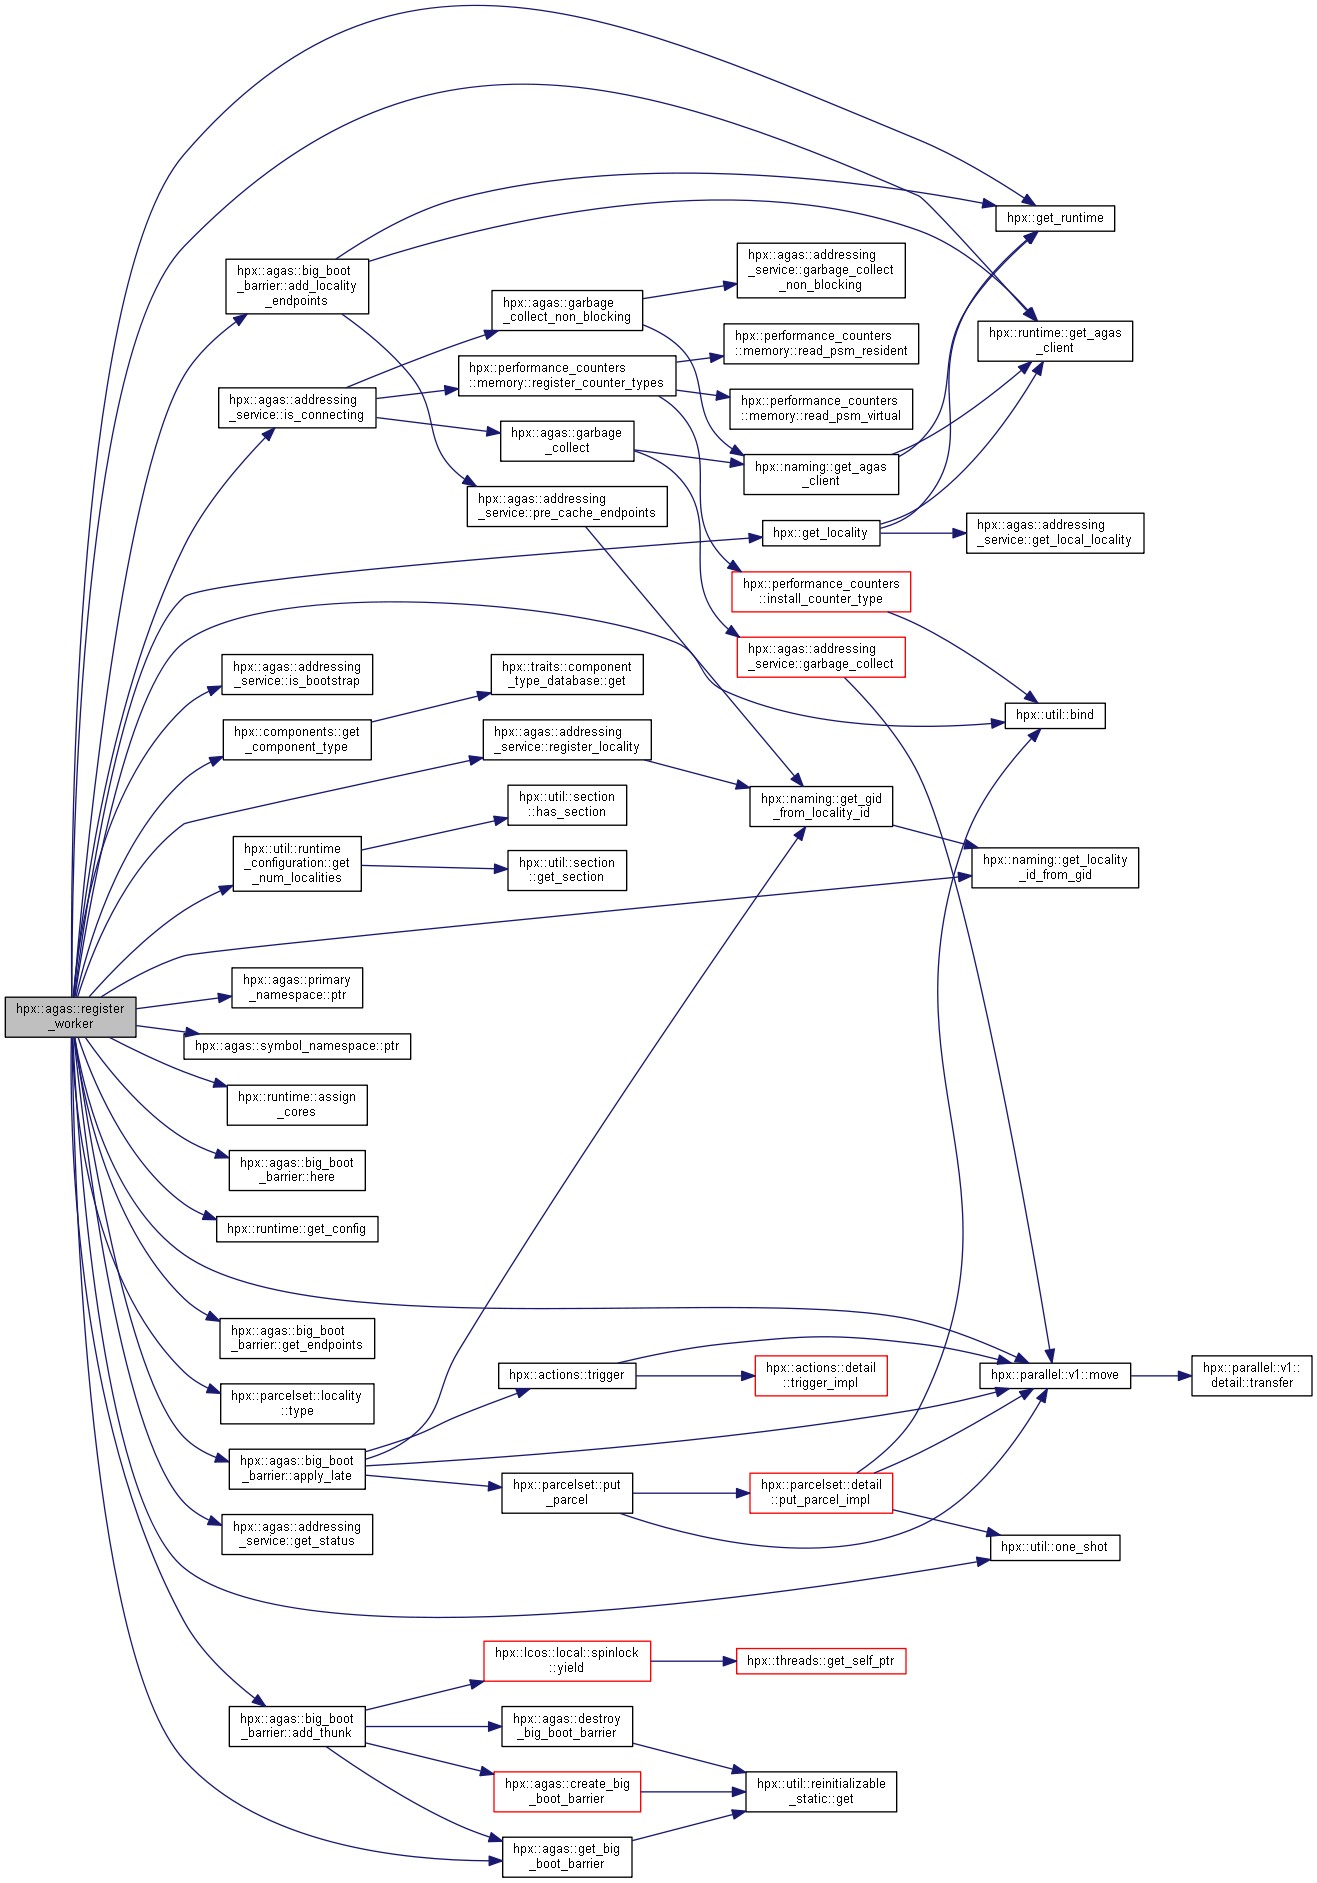 hpx::get_runtime
hpx::agas::addressing
_service::garbage_collect
_non_blocking
hpx::agas::big_boot
_barrier::add_locality
_endpoints
hpx::agas::garbage
_collect_non_blocking
hpx::runtime::get_agas
_client
hpx::performance_counters
::memory::read_psm_resident
hpx::performance_counters
::memory::register_counter_types
hpx::agas::addressing
_service::is_connecting
hpx::performance_counters
::memory::read_psm_virtual
hpx::agas::garbage
_collect
hpx::naming::get_agas
_client
hpx::agas::addressing
_service::pre_cache_endpoints
hpx::get_locality
hpx::agas::addressing
_service::get_local_locality
hpx::performance_counters
::install_counter_type
hpx::agas::addressing
_service::garbage_collect
hpx::agas::addressing
_service::is_bootstrap
hpx::traits::component
_type_database::get
hpx::util::bind
hpx::components::get
_component_type
hpx::agas::addressing
_service::register_locality
hpx::util::section
::has_section
hpx::naming::get_gid
_from_locality_id
hpx::util::runtime
_configuration::get
_num_localities
hpx::util::section
::get_section
hpx::naming::get_locality
_id_from_gid
hpx::agas::primary
_namespace::ptr
hpx::agas::register
_worker
hpx::agas::symbol_namespace::ptr
hpx::runtime::assign
_cores
hpx::agas::big_boot
_barrier::here
hpx::runtime::get_config
hpx::agas::big_boot
_barrier::get_endpoints
hpx::actions::trigger
hpx::actions::detail
::trigger_impl
hpx::parallel::v1::move
hpx::parallel::v1::
detail::transfer
hpx::parcelset::locality
::type
hpx::agas::big_boot
_barrier::apply_late
hpx::parcelset::put
_parcel
hpx::parcelset::detail
::put_parcel_impl
hpx::agas::addressing
_service::get_status
hpx::util::one_shot
hpx::lcos::local::spinlock
::yield
hpx::threads::get_self_ptr
hpx::agas::big_boot
_barrier::add_thunk
hpx::agas::destroy
_big_boot_barrier
hpx::agas::create_big
_boot_barrier
hpx::util::reinitializable
_static::get
hpx::agas::get_big
_boot_barrier